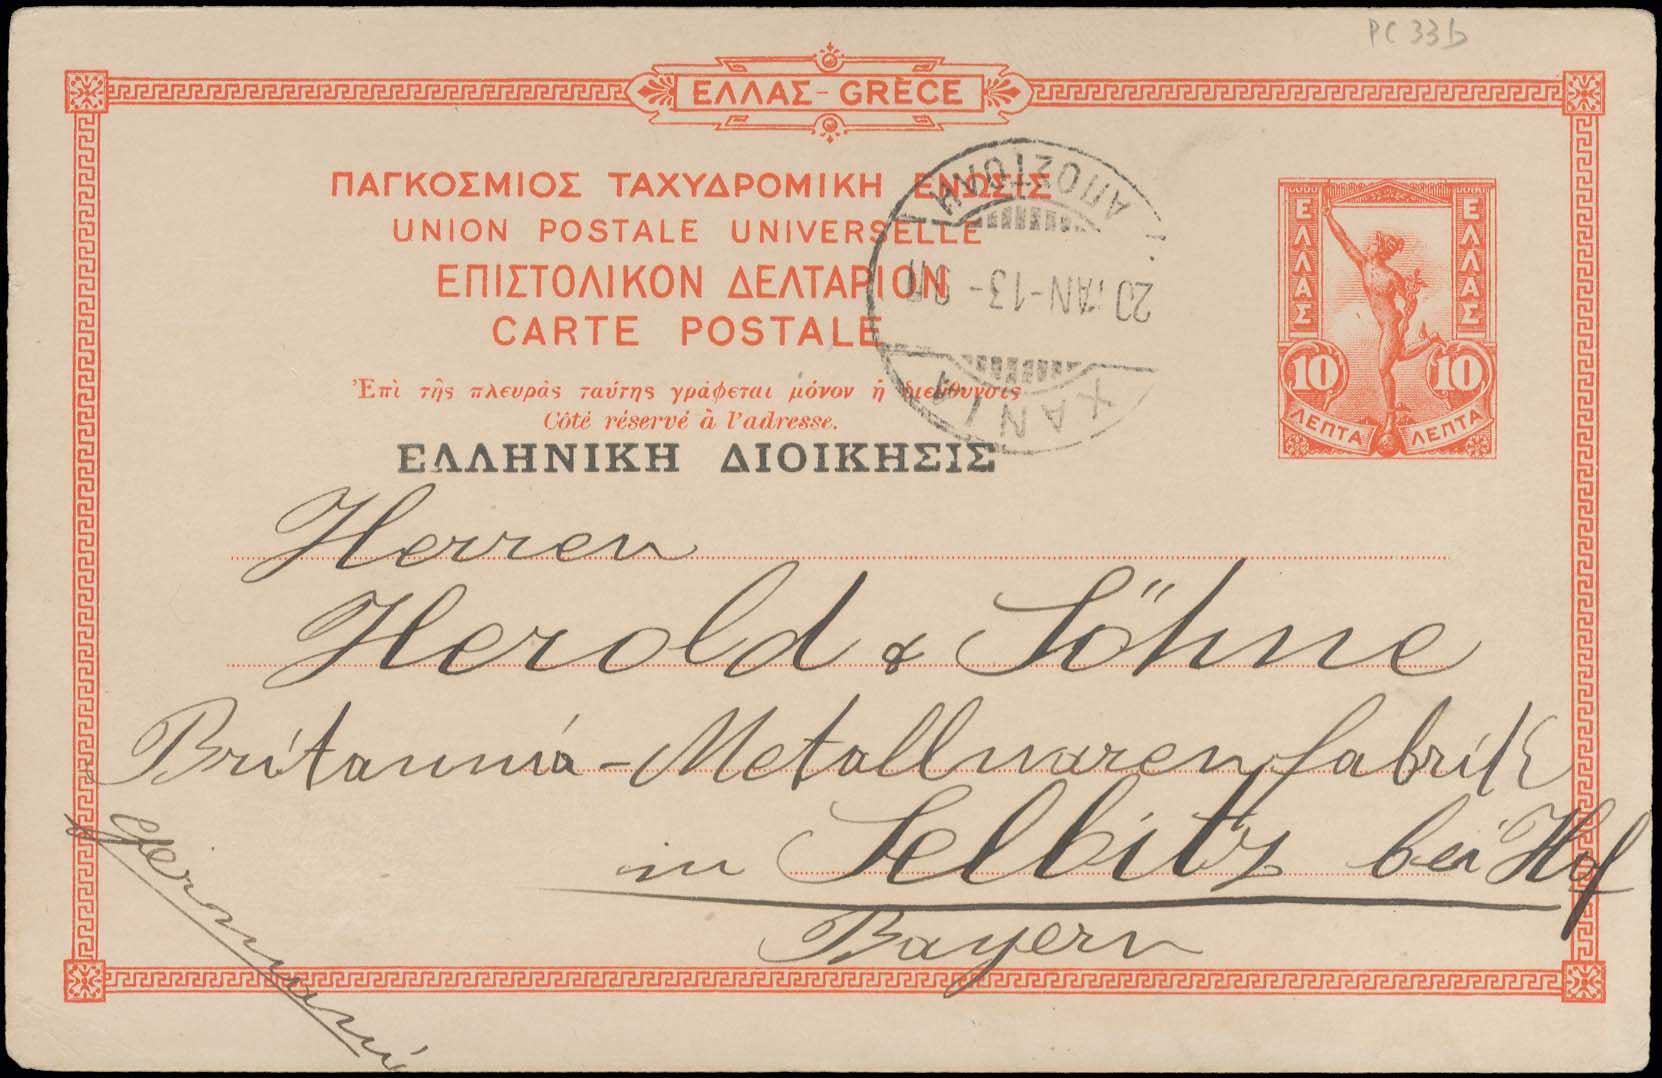 PC 33b
ΕΛΛΑΣ - GRÈCE
ΠΑΓΚΟΣΜΙΟΣ ΤΑΧΥΔΡΟΜΙΚΗ ΕΝΩΣΙΣ
UNION POSTALE UNIVERSELLE
ΕΠΙΣΤΟΛΙΚΟΝ ΔΕΛΤΑΡΙΟΝ
CARTE POSTALE
Ἐπὶ τῆς πλευρᾶς ταύτης γράφεται μόνον ἡ διεύθυνσις
Côté réservé à l'adresse.
ΕΛΛΗΝΙΚΗ ΔΙΟΙΚΗΣΙΣ
ΧΑΝΙΑ
20 ΙΑΝ-13-
ΑΠΟΣΤΟΛΗ
ΕΛΛΑΣ
ΕΛΛΑΣ
10 10
ΛΕΠΤΑ ΛΕΠΤΑ
Herren
Herold & Söhne
Britannia-Metallwarenfabrik
in Selbitz bei Hof
Bayern
Germania